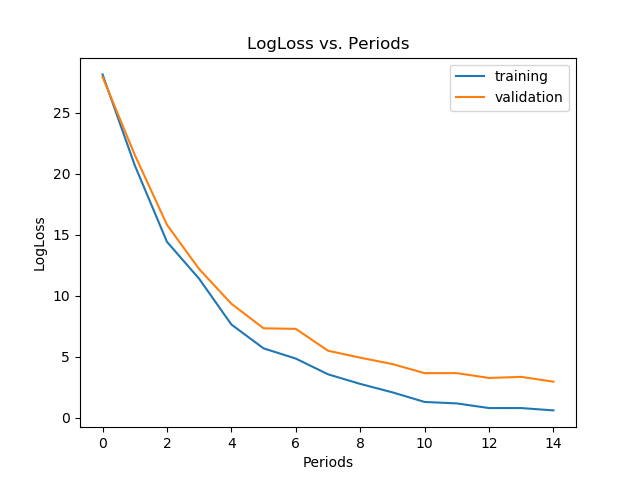 LogLoss vs. Periods
training
validation
LogLoss
25
20
15
10
5
0
0 2 4 6 8 10 12 14
Periods